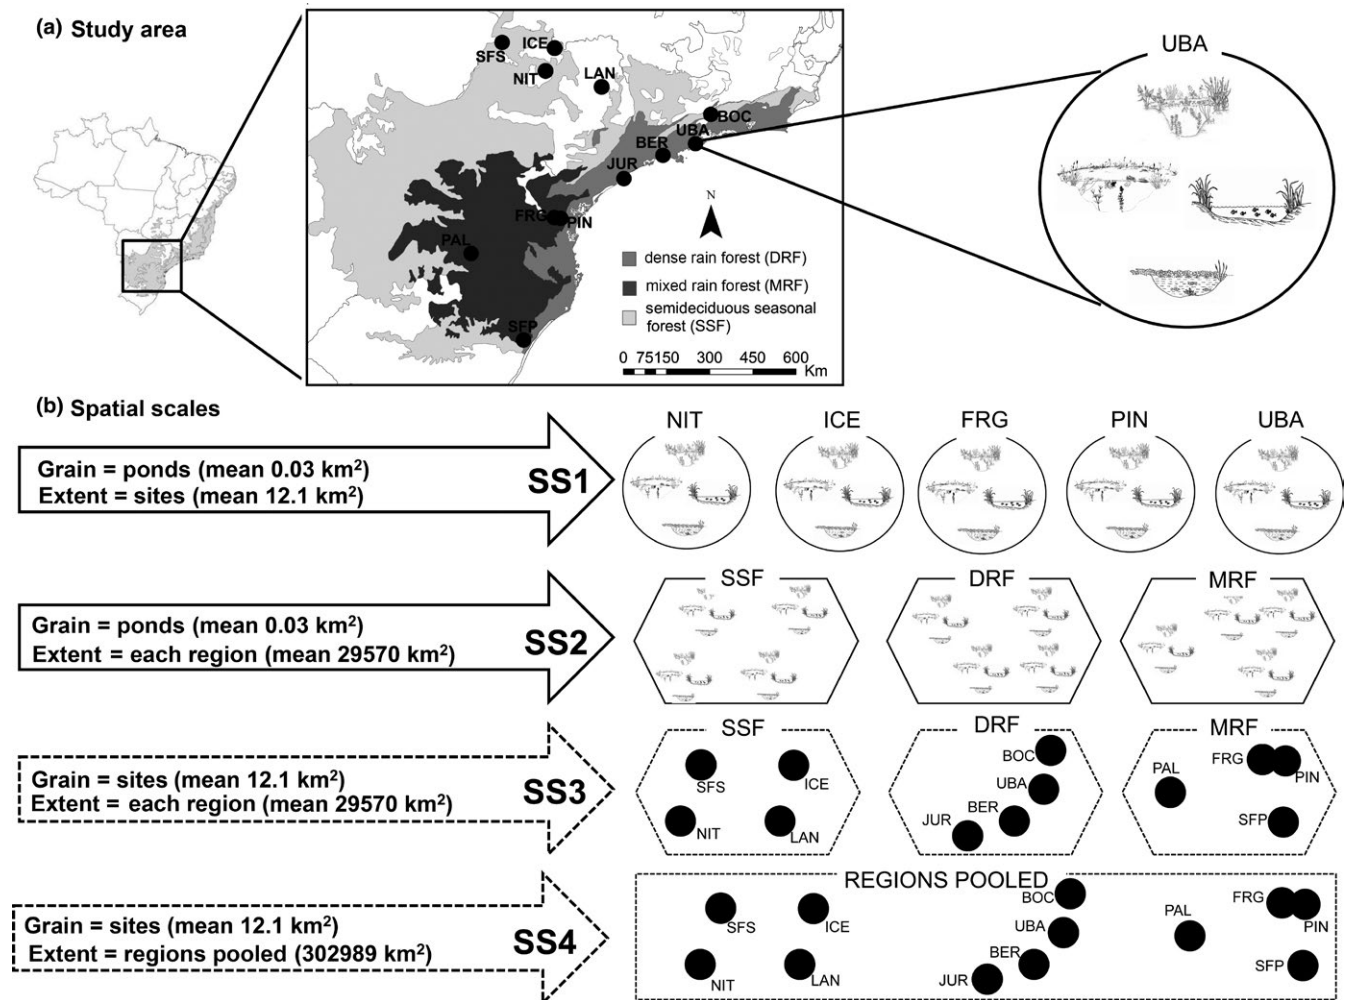 (a) Study area
SFS
ICE
NIT
LAN
BOC
UBA
BER
JUR
FRG
PIN
PAL
SFP
N
dense rain forest (DRF)
mixed rain forest (MRF)
semideciduous seasonal
forest (SSF)
0 75150 300 450 600
Km
UBA
(b) Spatial scales
Grain = ponds (mean 0.03 km²)
Extent = sites (mean 12.1 km²)
SS1
NIT ICE FRG PIN UBA
Grain = ponds (mean 0.03 km²)
Extent = each region (mean 29570 km²)
SS2
SSF DRF MRF
Grain = sites (mean 12.1 km²)
Extent = each region (mean 29570 km²)
SS3
SSF
SFS
ICE
NIT
LAN
DRF
BOC
UBA
BER
JUR
MRF
FRG
PIN
PAL
SFP
Grain = sites (mean 12.1 km²)
Extent = regions pooled (302989 km²)
SS4
REGIONS POOLED
SFS
ICE
NIT
LAN
BOC
UBA
BER
JUR
PAL
FRG
PIN
SFP